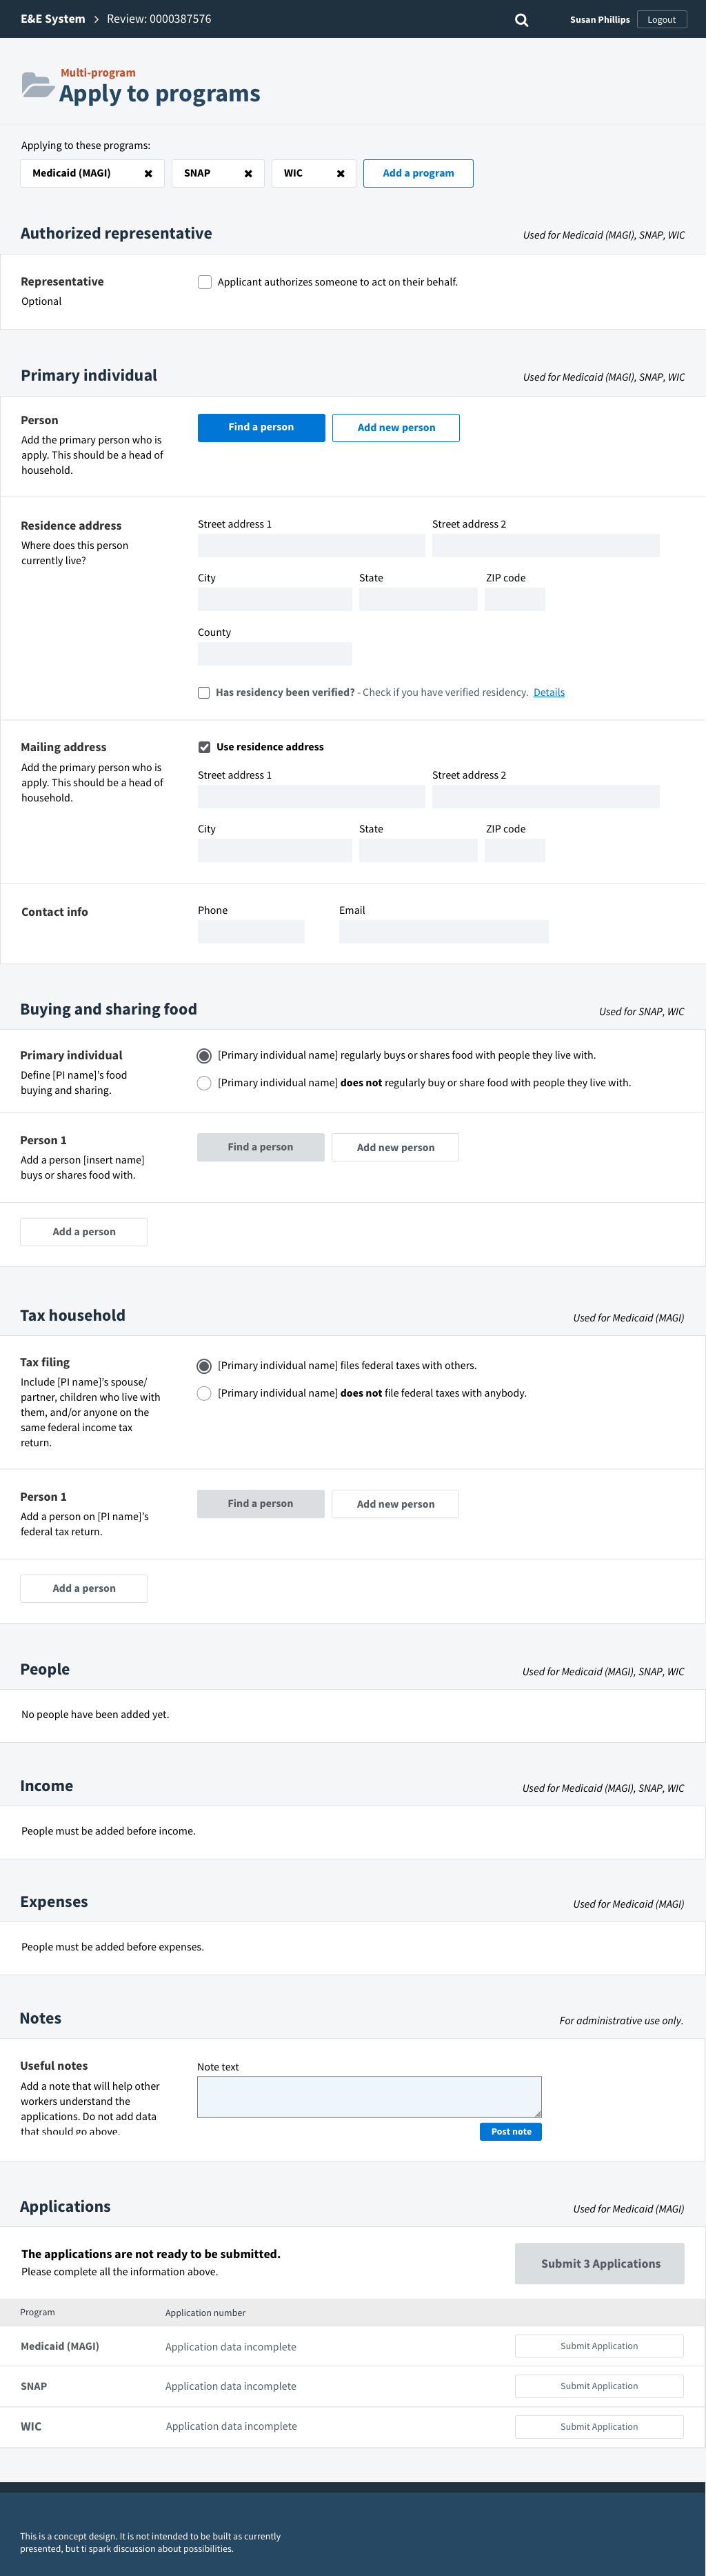 E&E System > Review: 0000387576
Susan Phillips
Logout
Multi-program
Apply to programs
Applying to these programs:
Medicaid (MAGI) ✖
SNAP ✖
WIC ✖
Add a program
Authorized representative
Used for Medicaid (MAGI), SNAP, WIC
Representative
Optional
Applicant authorizes someone to act on their behalf.
Primary individual
Used for Medicaid (MAGI), SNAP, WIC
Person
Add the primary person who is
apply. This should be a head of
household.
Find a person
Add new person
Residence address
Where does this person
currently live?
Street address 1
Street address 2
City
State
ZIP code
County
Has residency been verified? - Check if you have verified residency. Details
Mailing address
Add the primary person who is
apply. This should be a head of
household.
Use residence address
Street address 1
Street address 2
City
State
ZIP code
Contact info
Phone
Email
Buying and sharing food
Used for SNAP, WIC
Primary individual
Define [PI name]'s food
buying and sharing.
[Primary individual name] regularly buys or shares food with people they live with.
[Primary individual name] does not regularly buy or share food with people they live with.
Person 1
Add a person [insert name]
buys or shares food with.
Find a person
Add new person
Add a person
Tax household
Used for Medicaid (MAGI)
Tax filing
Include [PI name]'s spouse/
partner, children who live with
them, and/or anyone on the
same federal income tax
return.
[Primary individual name] files federal taxes with others.
[Primary individual name] does not file federal taxes with anybody.
Person 1
Add a person on [PI name]'s
federal tax return.
Find a person
Add new person
Add a person
People
Used for Medicaid (MAGI), SNAP, WIC
No people have been added yet.
Income
Used for Medicaid (MAGI), SNAP, WIC
People must be added before income.
Expenses
Used for Medicaid (MAGI)
People must be added before expenses.
Notes
For administrative use only.
Useful notes
Add a note that will help other
workers understand the
applications. Do not add data
that should go above.
Note text
Post note
Applications
Used for Medicaid (MAGI)
The applications are not ready to be submitted.
Please complete all the information above.
Submit 3 Applications
Program
Application number
Medicaid (MAGI)
Application data incomplete
Submit Application
SNAP
Application data incomplete
Submit Application
WIC
Application data incomplete
Submit Application
This is a concept design. It is not intended to be built as currently
presented, but ti spark discussion about possibilities.